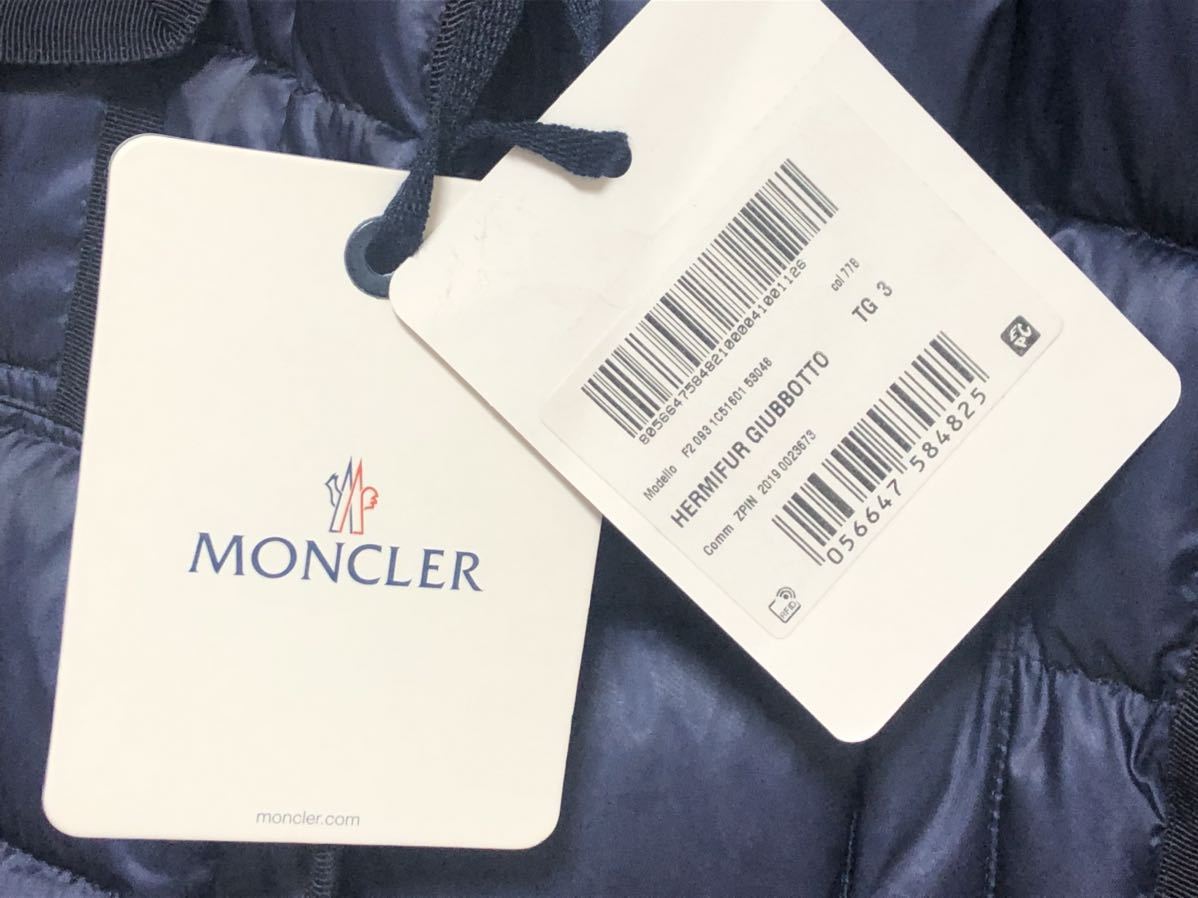 MONCLER
moncler.com
8056647584821000041001126
col 778
Modello F2 093 1C51601 53048
TG 3
HERMIFUR GIUBBOTTO
Comm ZPIN 2019 0023673
056647 584825
RFID